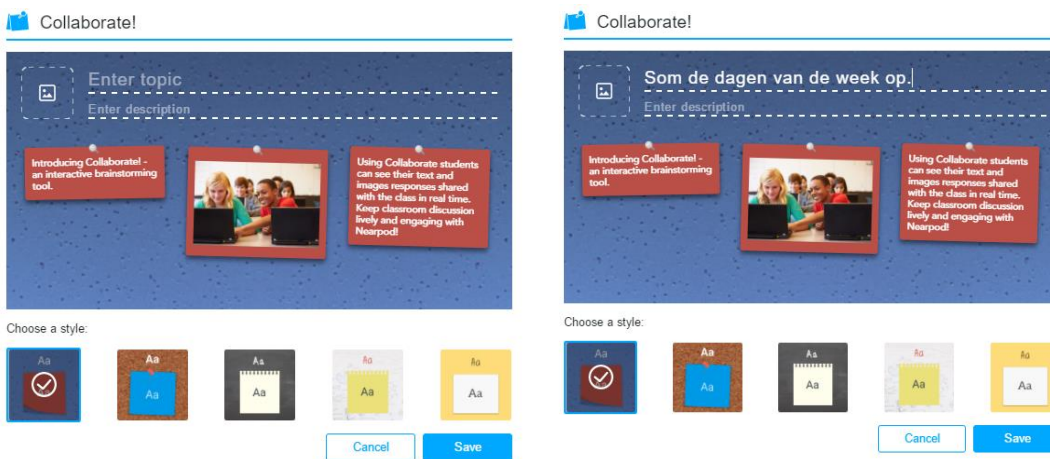 Collaborate!
Enter topic
Enter description
Introducing Collaborate! -
an interactive brainstorming
tool.
Using Collaborate students
can see their text and
images responses shared
with the class in real time.
Keep classroom discussion
lively and engaging with
Nearpod!
Choose a style:
Aa
Aa
Aa
Aa
Aa
Aa
Aa
Aa
Aa
Cancel
Save
Collaborate!
Som de dagen van de week op.
Enter description
Introducing Collaborate! -
an interactive brainstorming
tool.
Using Collaborate students
can see their text and
images responses shared
with the class in real time.
Keep classroom discussion
lively and engaging with
Nearpod!
Choose a style:
Aa
Aa
Aa
Aa
Aa
Aa
Aa
Aa
Aa
Cancel
Save